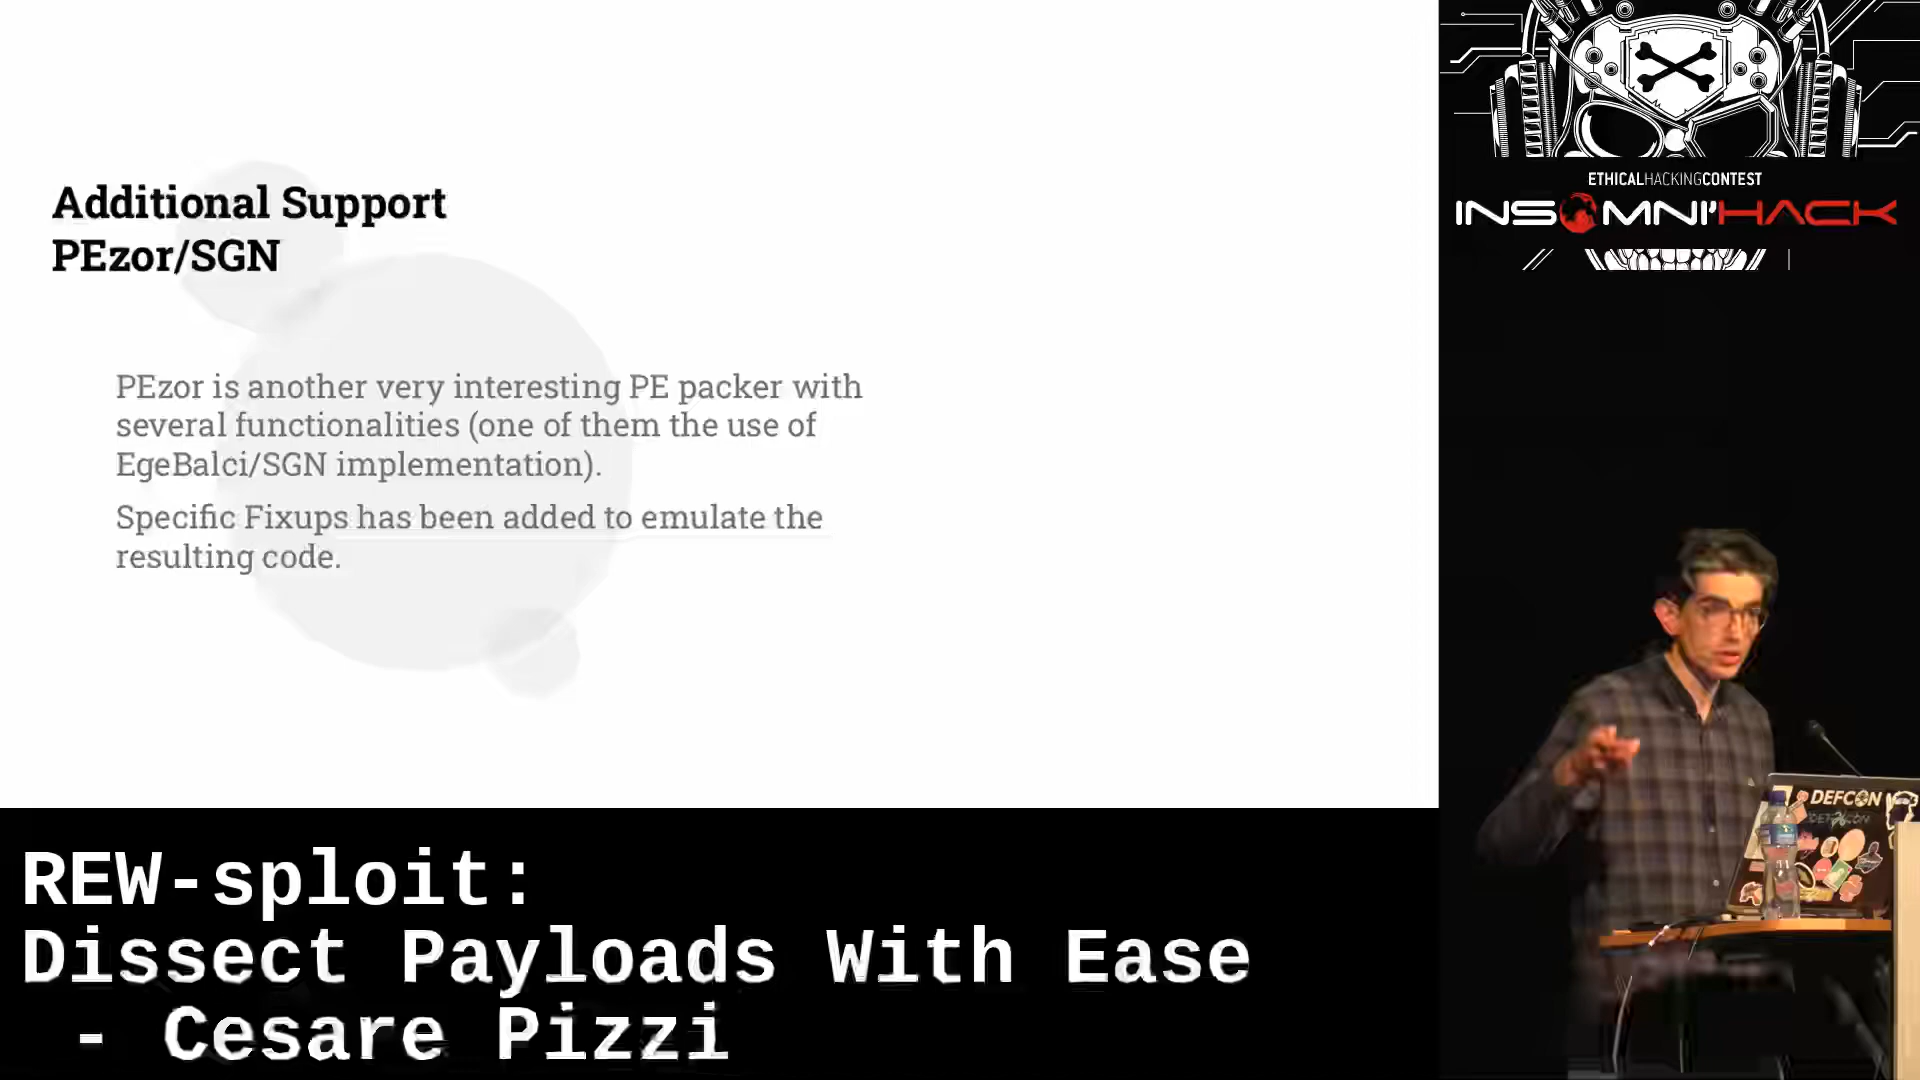 Additional Support
PEzor/SGN
PEzor is another very interesting PE packer with
several functionalities (one of them the use of
EgeBalci/SGN implementation).
Specific Fixups has been added to emulate the
resulting code.
ETHICALHACKINGCONTEST
INSOMNI'HACK
DEFCON
REW-sploit:
Dissect Payloads With Ease
- Cesare Pizzi